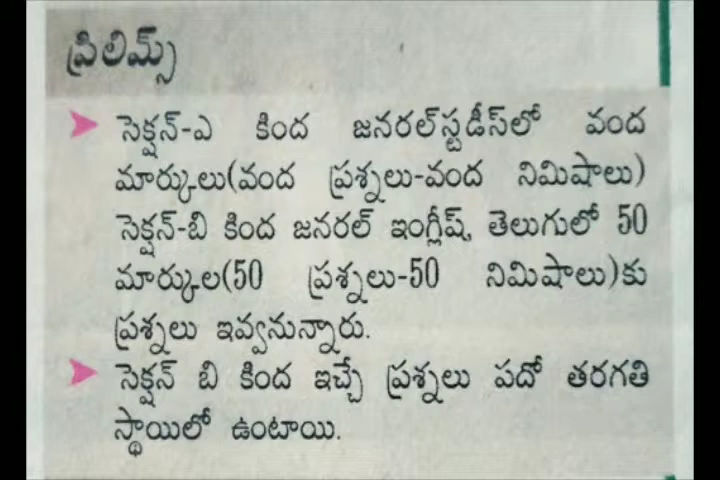 ప్రిలిమ్స్
సెక్షన్-ఎ కింద జనరల్‌స్టడీస్‌లో వంద
మార్కులు(వంద ప్రశ్నలు-వంద నిమిషాలు)
సెక్షన్-బి కింద జనరల్ ఇంగ్లీష్, తెలుగులో 50
మార్కుల(50 ప్రశ్నలు-50 నిమిషాలు)కు
ప్రశ్నలు ఇవ్వనున్నారు.
సెక్షన్ బి కింద ఇచ్చే ప్రశ్నలు పదో తరగతి
స్థాయిలో ఉంటాయి.